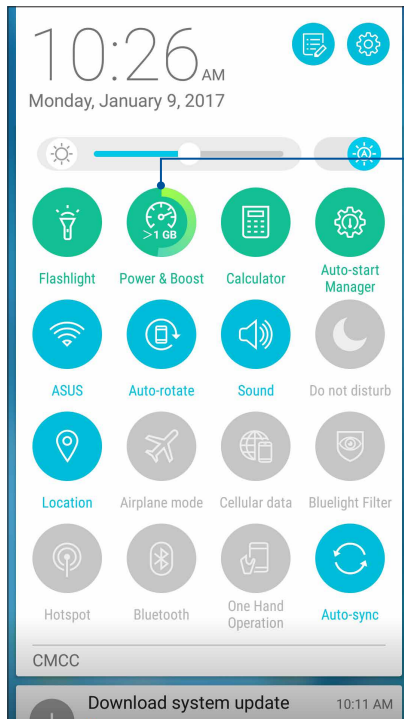 10:26 AM
Monday, January 9, 2017
A
>1 GB
Flashlight
Power & Boost
Calculator
Auto-start
Manager
ASUS
Auto-rotate
Sound
Do not disturb
Location
Airplane mode
Cellular data
Bluelight Filter
Hotspot
Bluetooth
One Hand
Operation
Auto-sync
CMCC
Download system update
10:11 AM